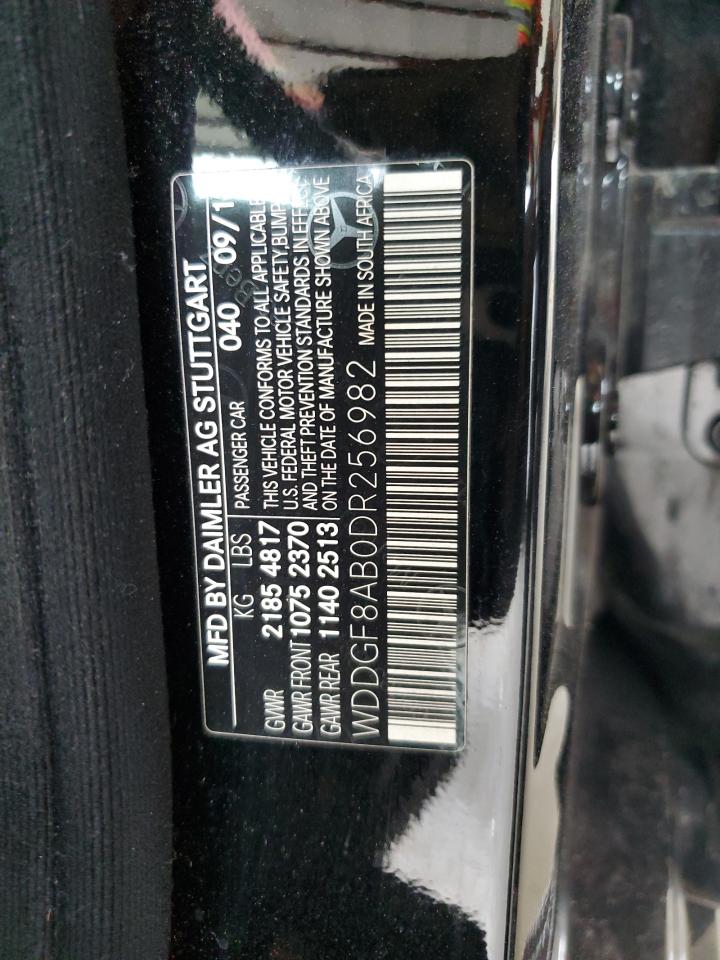 MFD BY DAIMLER AG STUTTGART
KG LBS PASSENGER CAR 040
GVWR 2185 4817 THIS VEHICLE CONFORMS TO ALL APPLICABLE
GAWR FRONT 1075 2370 U.S. FEDERAL MOTOR VEHICLE SAFETY,
GAWR REAR 1140 2513 AND THEFT PREVENTION STANDARDS IN
ON THE DATE OF MANUFACTURE SHOWN ABOVE
WDDGF8AB0DR256982 MADE IN SOUTH AFRICA